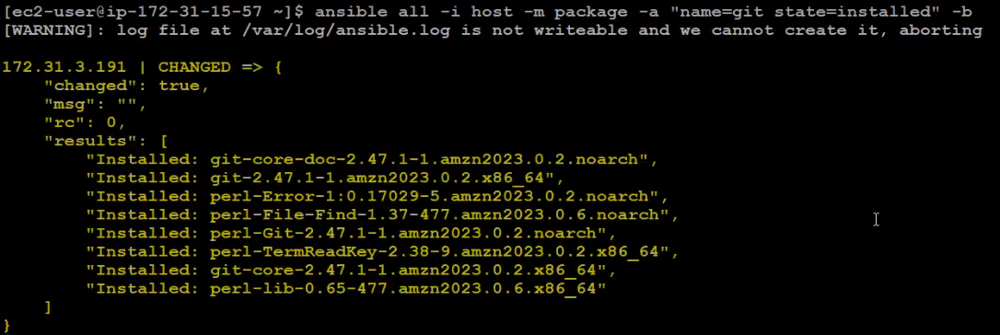 [ec2-user@ip-172-31-15-57 ~]$ ansible all -i host -m package -a "name=git state=installed" -b
[WARNING]: log file at /var/log/ansible.log is not writeable and we cannot create it, aborting
172.31.3.191 | CHANGED => {
    "changed": true,
    "msg": "",
    "rc": 0,
    "results": [
        "Installed: git-core-doc-2.47.1-1.amzn2023.0.2.noarch",
        "Installed: git-2.47.1-1.amzn2023.0.2.x86_64",
        "Installed: perl-Error-1:0.17029-5.amzn2023.0.2.noarch",
        "Installed: perl-File-Find-1.37-477.amzn2023.0.6.noarch",
        "Installed: perl-Git-2.47.1-1.amzn2023.0.2.noarch",
        "Installed: perl-TermReadKey-2.38-9.amzn2023.0.2.x86_64",
        "Installed: git-core-2.47.1-1.amzn2023.0.2.x86_64",
        "Installed: perl-lib-0.65-477.amzn2023.0.6.x86_64"
    ]
}